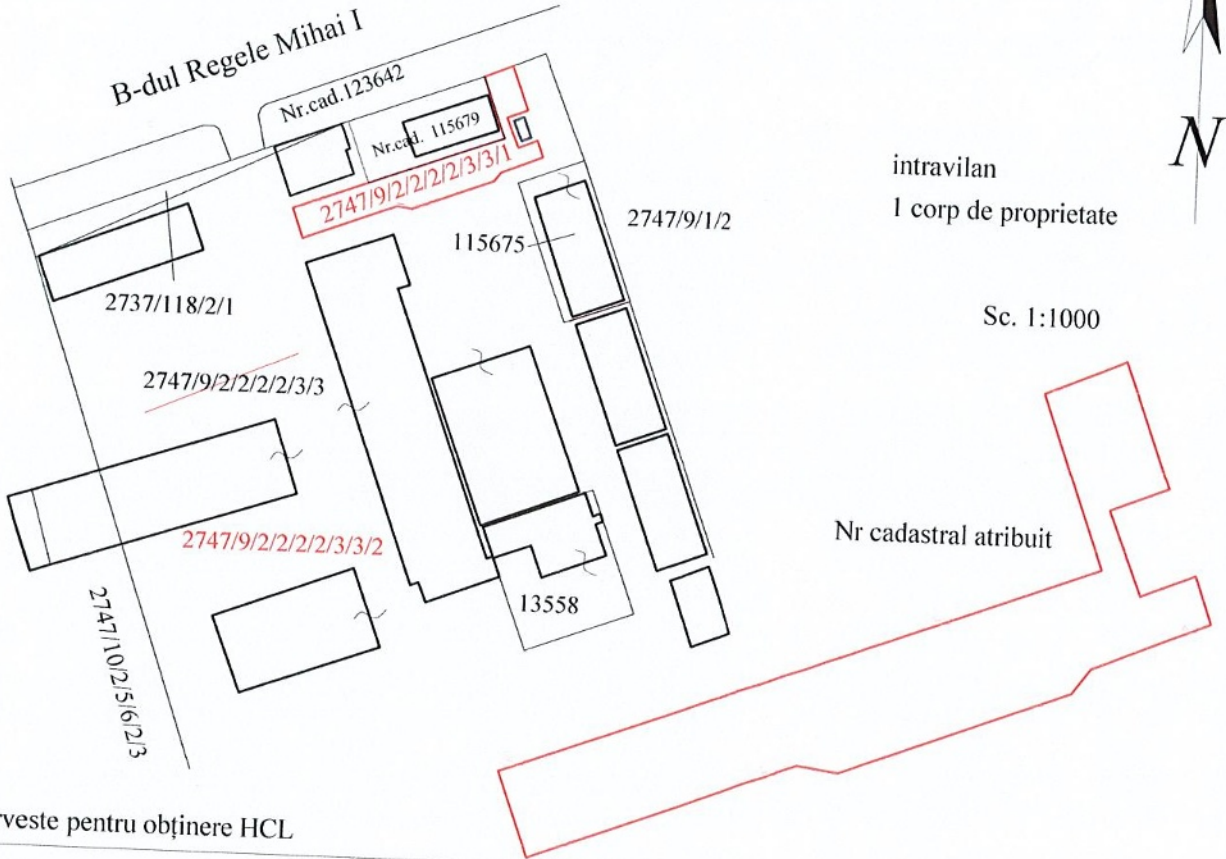 B-dul Regele Mihai I
Nr.cad.123642
Nr.cad. 115679
2747/9/2/2/2/2/3/3/1
N
intravilan
1 corp de proprietate
2747/9/1/2
115675
2737/118/2/1
Sc. 1:1000
2747/9/2/2/2/2/3/3
2747/9/2/2/2/2/3/3/2
Nr cadastral atribuit
13558
2747/10/2/5/6/2/3
pentru obținere HCL